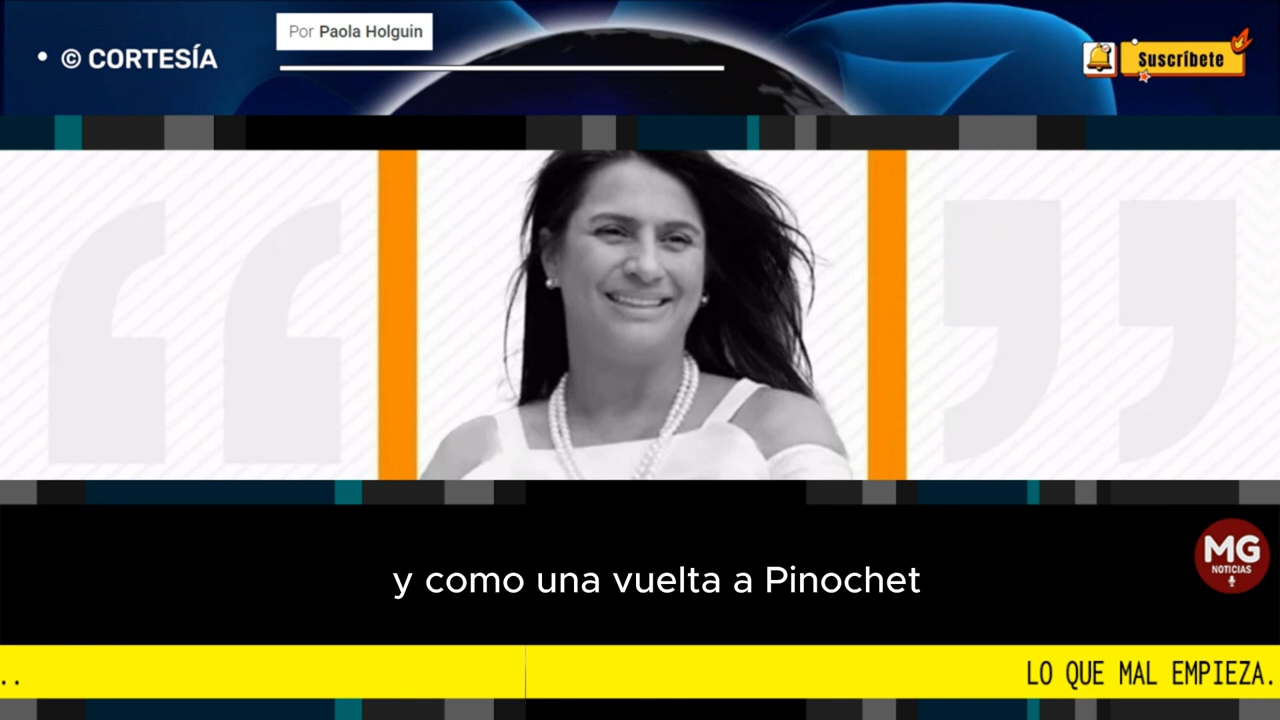 Por Paola Holguin
• © CORTESÍA
Suscríbete
y como una vuelta a Pinochet
MG
NOTICIAS
..
LO QUE MAL EMPIEZA.